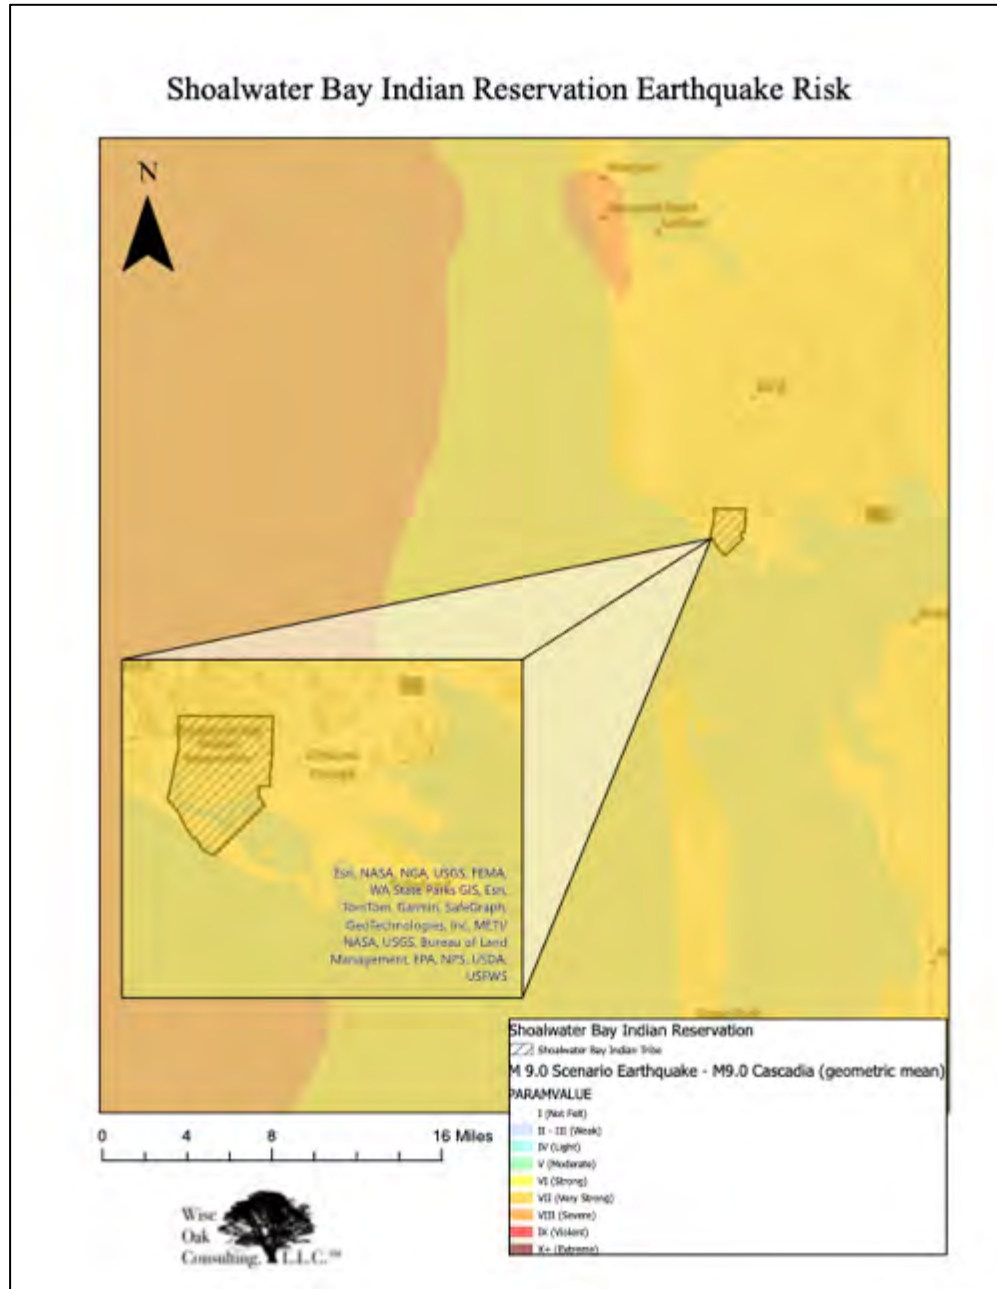 Shoalwater Bay Indian Reservation Earthquake Risk
N
Esri, NASA, NGA, USGS, FEMA,
WA State Parks GIS, Esri,
TomTom, Garmin, SafeGraph,
GeoTechnologies, Inc, METI/
NASA, USGS, Bureau of Land
Management, EPA, NPS, USDA,
USFWS
Shoalwater Bay Indian Reservation
Shoalwater Bay Indian Tribe
M 9.0 Scenario Earthquake - M9.0 Cascadia (geometric mean)
PARAMVALUE
I (Not Felt)
II - III (Weak)
IV (Light)
V (Moderate)
VI (Strong)
VII (Very Strong)
VIII (Severe)
IX (Violent)
X+ (Extreme)
0 4 8 16 Miles
Wise
Oak
Consulting, L.L.C.™